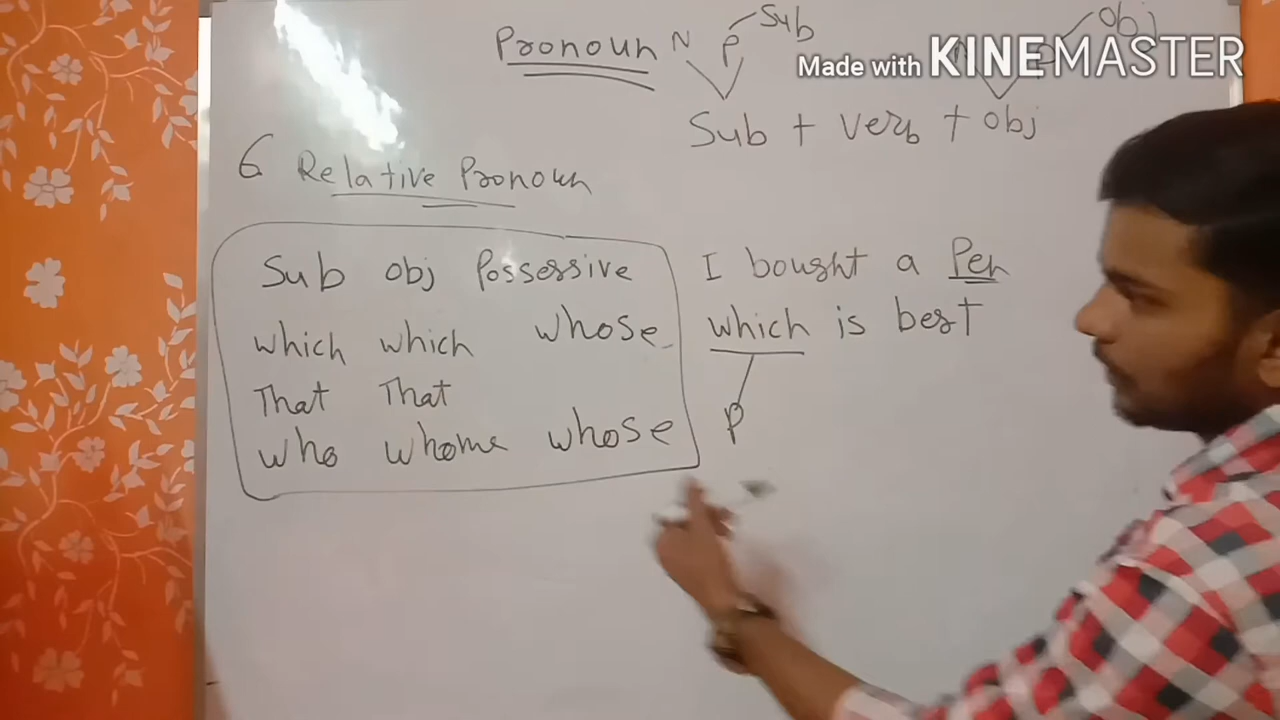 Pronoun N P Sub Obj
Made with KINEMASTER
Sub + verb + obj
6 Relative Pronoun
Sub obj Possessive
which which whose
That That
who whome whose
I bought a Pen
which is best
P